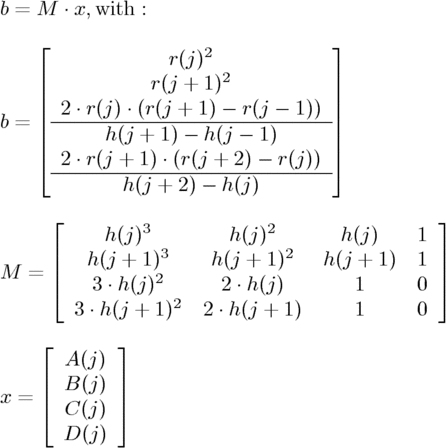 b = M · x, with :
b = [ r(j)²
r(j + 1)²
2 · r(j) · (r(j + 1) − r(j − 1))
h(j + 1) − h(j − 1)
2 · r(j + 1) · (r(j + 2) − r(j))
h(j + 2) − h(j) ]
M = [ h(j)³ h(j)² h(j) 1
h(j + 1)³ h(j + 1)² h(j + 1) 1
3 · h(j)² 2 · h(j) 1 0
3 · h(j + 1)² 2 · h(j + 1) 1 0 ]
x = [ A(j)
B(j)
C(j)
D(j) ]